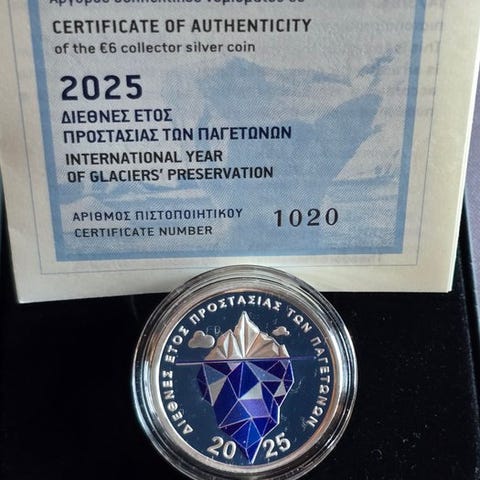 CERTIFICATE OF AUTHENTICITY
of the €6 collector silver coin
2025
ΔΙΕΘΝΕΣ ΕΤΟΣ
ΠΡΟΣΤΑΣΙΑΣ ΤΩΝ ΠΑΓΕΤΩΝΩΝ
INTERNATIONAL YEAR
OF GLACIERS' PRESERVATION
ΑΡΙΘΜΟΣ ΠΙΣΤΟΠΟΙΗΤΙΚΟΥ 1020
CERTIFICATE NUMBER
ΔΙΕΘΝΕΣ ΕΤΟΣ ΠΡΟΣΤΑΣΙΑΣ ΤΩΝ ΠΑΓΕΤΩΝΩΝ
20 25